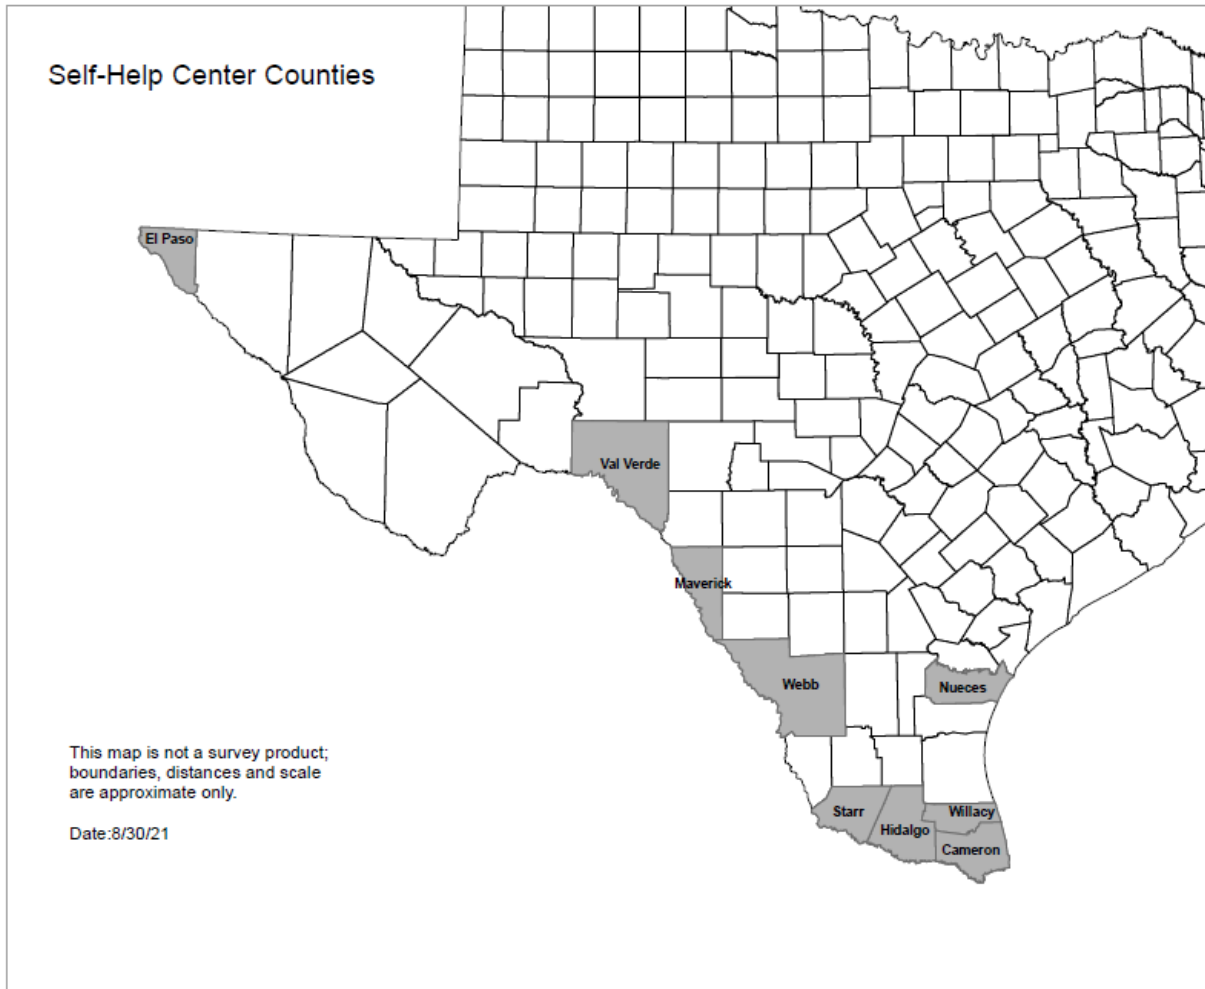 Self-Help Center Counties
El Paso
Val Verde
Maverick
Webb
Nueces
This map is not a survey product;
boundaries, distances and scale
are approximate only.
Starr
Willacy
Hidalgo
Date:8/30/21
Cameron